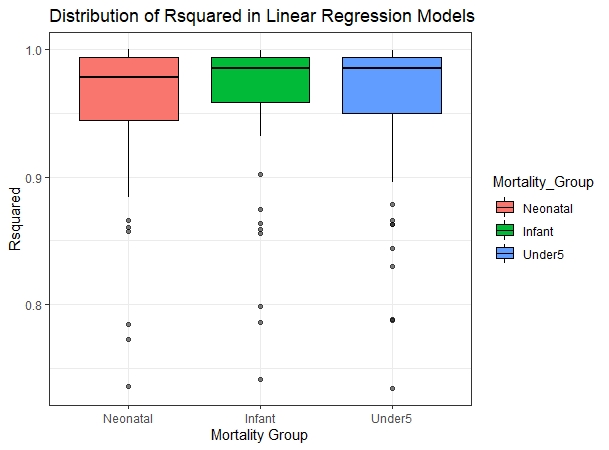 Distribution of Rsquared in Linear Regression Models
1.0
0.9
0.8
Rsquared
Neonatal Infant Under5
Mortality Group
Mortality_Group
Neonatal
Infant
Under5